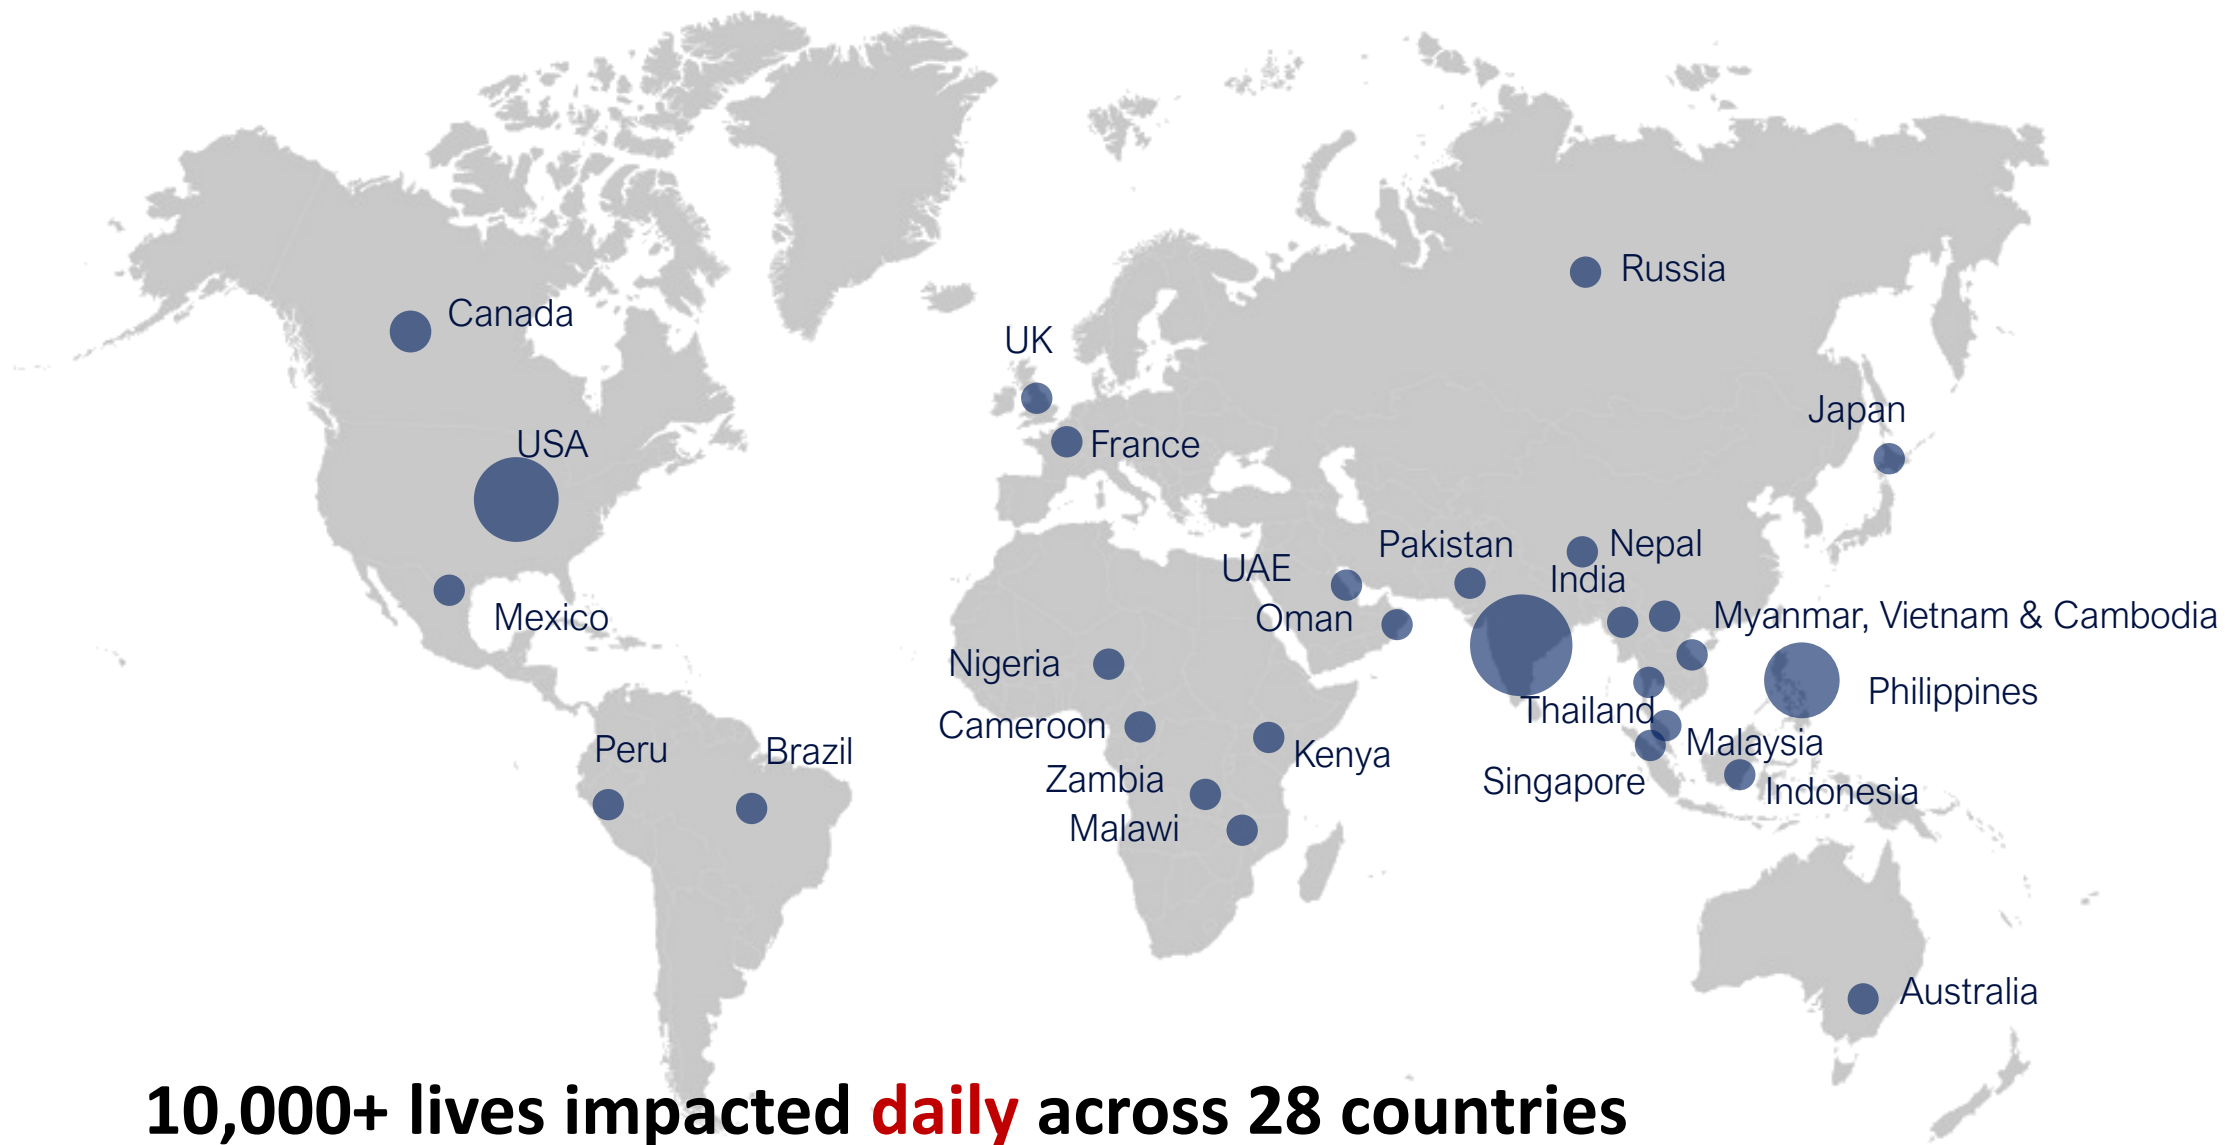 Russia
Canada
UK
Japan
USA
France
Pakistan
Nepal
UAE
India
Oman
Mexico
Myanmar, Vietnam & Cambodia
Nigeria
Philippines
Thailand
Cameroon
Malaysia
Peru
Brazil
Kenya
Zambia
Singapore
Indonesia
Malawi
Australia
10,000+ lives impacted daily across 28 countries